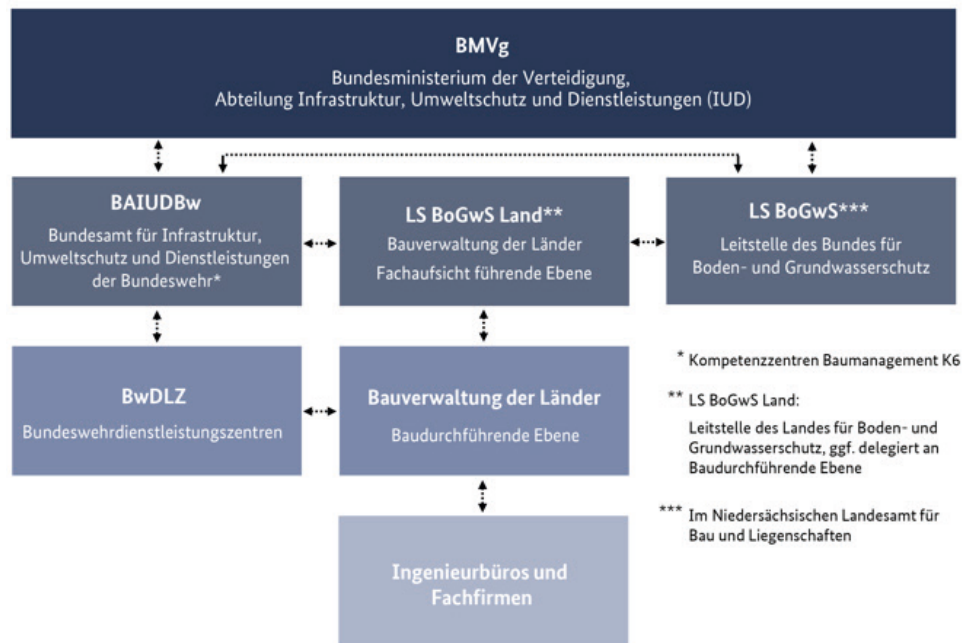 BMVg
Bundesministerium der Verteidigung,
Abteilung Infrastruktur, Umweltschutz und Dienstleistungen (IUD)
BAIUDBw
Bundesamt für Infrastruktur,
Umweltschutz und Dienstleistungen
der Bundeswehr*
LS BoGwS Land**
Bauverwaltung der Länder
Fachaufsicht führende Ebene
LS BoGwS***
Leitstelle des Bundes für
Boden- und Grundwasserschutz
BwDLZ
Bundeswehrdienstleistungszentren
Bauverwaltung der Länder
Baudurchführende Ebene
Ingenieurbüros und
Fachfirmen
* Kompetenzzentren Baumanagement K6
** LS BoGwS Land:
Leitstelle des Landes für Boden- und
Grundwasserschutz, ggf. delegiert an
Baudurchführende Ebene
*** Im Niedersächsischen Landesamt für
Bau und Liegenschaften